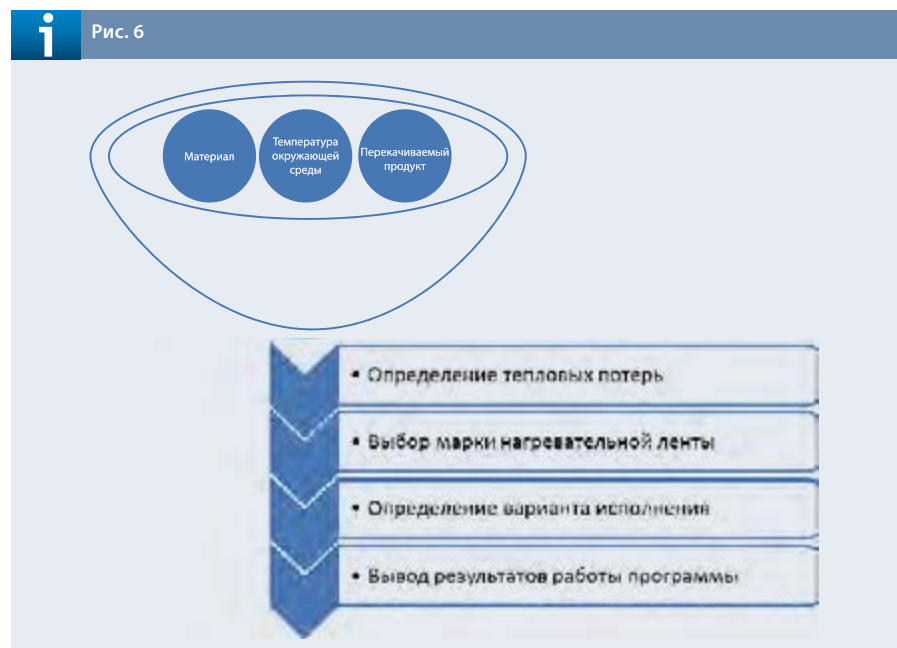 Рис. 6
Материал
Температура
окружающей
среды
Перекачиваемый
продукт
• Определение тепловых потерь
• Выбор марки нагревательной ленты
• Определение варианта исполнения
• Вывод результатов работы программы